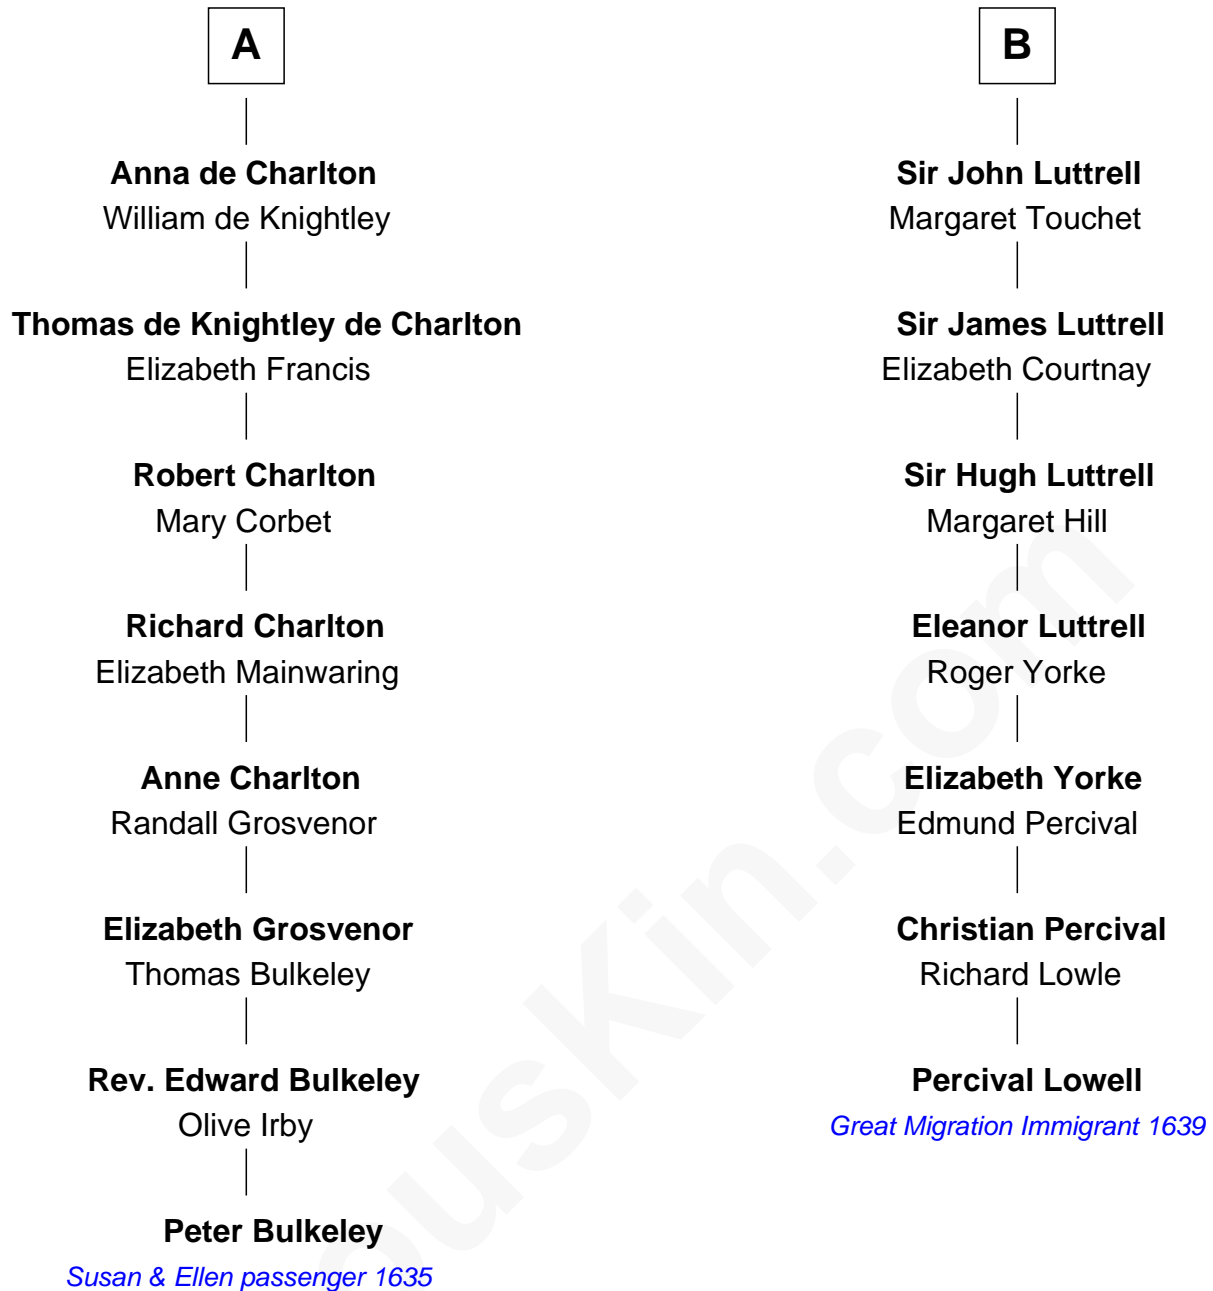 A
Anna de Charlton
William de Knightley
Thomas de Knightley de Charlton
Elizabeth Francis
Robert Charlton
Mary Corbet
Richard Charlton
Elizabeth Mainwaring
Anne Charlton
Randall Grosvenor
Elizabeth Grosvenor
Thomas Bulkeley
Rev. Edward Bulkeley
Olive Irby
Peter Bulkeley
Susan & Ellen passenger 1635
B
Sir John Luttrell
Margaret Touchet
Sir James Luttrell
Elizabeth Courtnay
Sir Hugh Luttrell
Margaret Hill
Eleanor Luttrell
Roger Yorke
Elizabeth Yorke
Edmund Percival
Christian Percival
Richard Lowle
Percival Lowell
Great Migration Immigrant 1639
ousKin.com